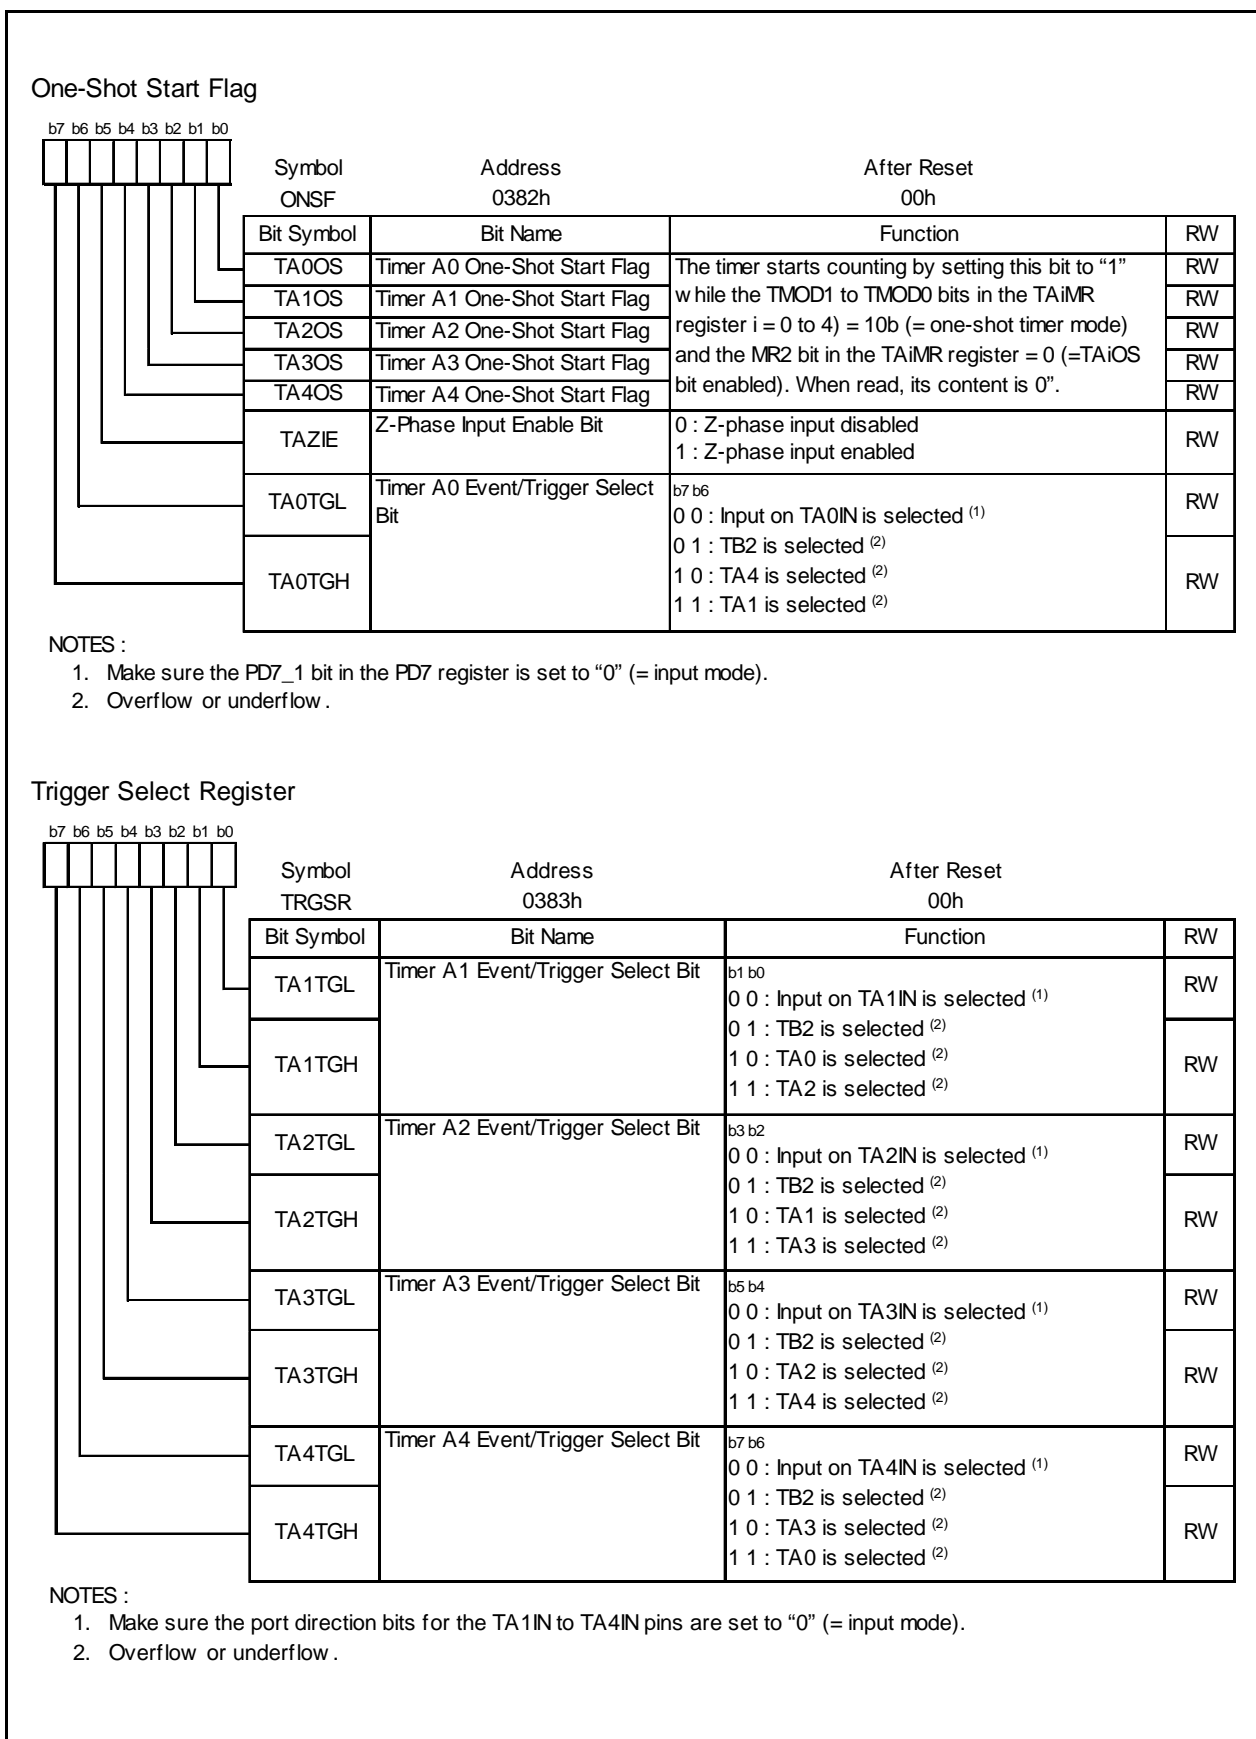 One-Shot Start Flag
b7 b6 b5 b4 b3 b2 b1 b0
Symbol Address After Reset
ONSF 0382h 00h
Bit Symbol Bit Name Function RW
TA0OS Timer A0 One-Shot Start Flag The timer starts counting by setting this bit to “1” RW
TA1OS Timer A1 One-Shot Start Flag while the TMOD1 to TMOD0 bits in the TAiMR RW
TA2OS Timer A2 One-Shot Start Flag register i = 0 to 4) = 10b (= one-shot timer mode) RW
TA3OS Timer A3 One-Shot Start Flag and the MR2 bit in the TAiMR register = 0 (=TAiOS RW
TA4OS Timer A4 One-Shot Start Flag bit enabled). When read, its content is 0”. RW
TAZIE Z-Phase Input Enable Bit 0 : Z-phase input disabled RW
1 : Z-phase input enabled
TA0TGL Timer A0 Event/Trigger Select b7 b6 RW
Bit 0 0 : Input on TA0IN is selected (1)
0 1 : TB2 is selected (2)
TA0TGH 1 0 : TA4 is selected (2) RW
1 1 : TA1 is selected (2)
NOTES :
1. Make sure the PD7_1 bit in the PD7 register is set to “0” (= input mode).
2. Overflow or underflow.
Trigger Select Register
b7 b6 b5 b4 b3 b2 b1 b0
Symbol Address After Reset
TRGSR 0383h 00h
Bit Symbol Bit Name Function RW
TA1TGL Timer A1 Event/Trigger Select Bit b1 b0 RW
0 0 : Input on TA1IN is selected (1)
0 1 : TB2 is selected (2)
TA1TGH 1 0 : TA0 is selected (2) RW
1 1 : TA2 is selected (2)
TA2TGL Timer A2 Event/Trigger Select Bit b3 b2 RW
0 0 : Input on TA2IN is selected (1)
0 1 : TB2 is selected (2)
TA2TGH 1 0 : TA1 is selected (2) RW
1 1 : TA3 is selected (2)
TA3TGL Timer A3 Event/Trigger Select Bit b5 b4 RW
0 0 : Input on TA3IN is selected (1)
0 1 : TB2 is selected (2)
TA3TGH 1 0 : TA2 is selected (2) RW
1 1 : TA4 is selected (2)
TA4TGL Timer A4 Event/Trigger Select Bit b7 b6 RW
0 0 : Input on TA4IN is selected (1)
0 1 : TB2 is selected (2)
TA4TGH 1 0 : TA3 is selected (2) RW
1 1 : TA0 is selected (2)
NOTES :
1. Make sure the port direction bits for the TA1IN to TA4IN pins are set to “0” (= input mode).
2. Overflow or underflow.